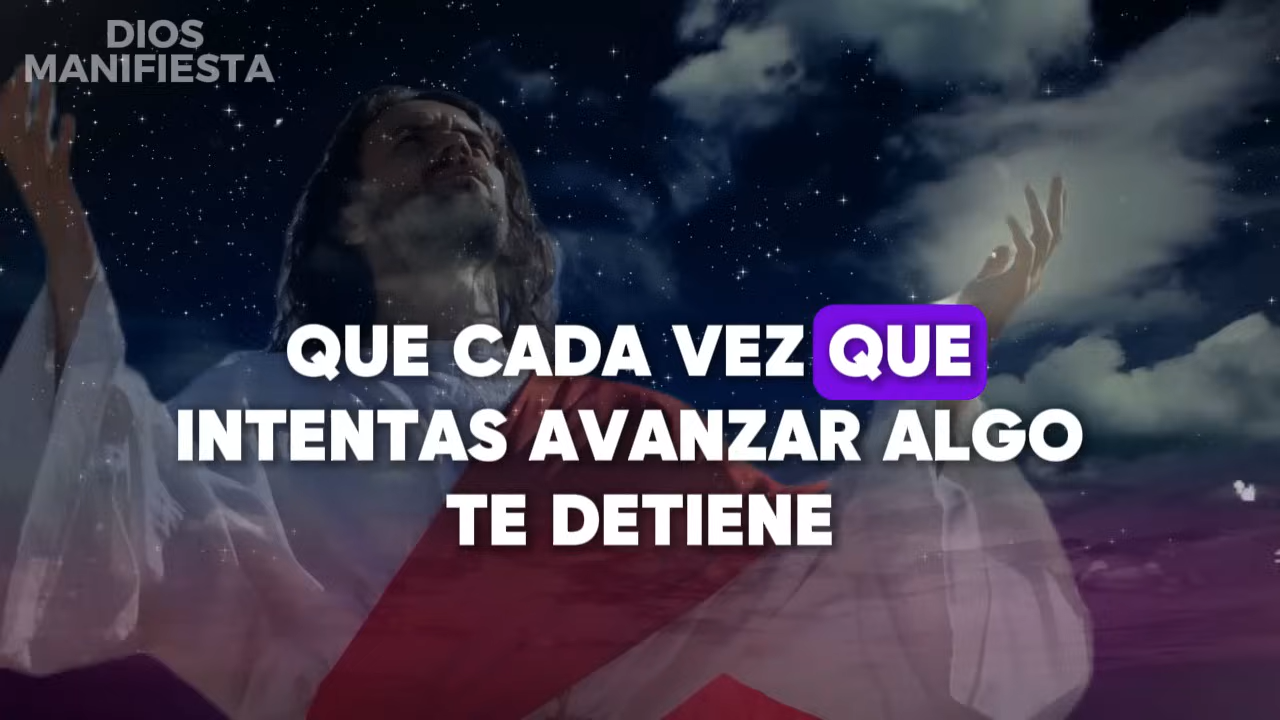 DIOS
MANIFIESTA
QUE CADA VEZ QUE
INTENTAS AVANZAR ALGO
TE DETIENE